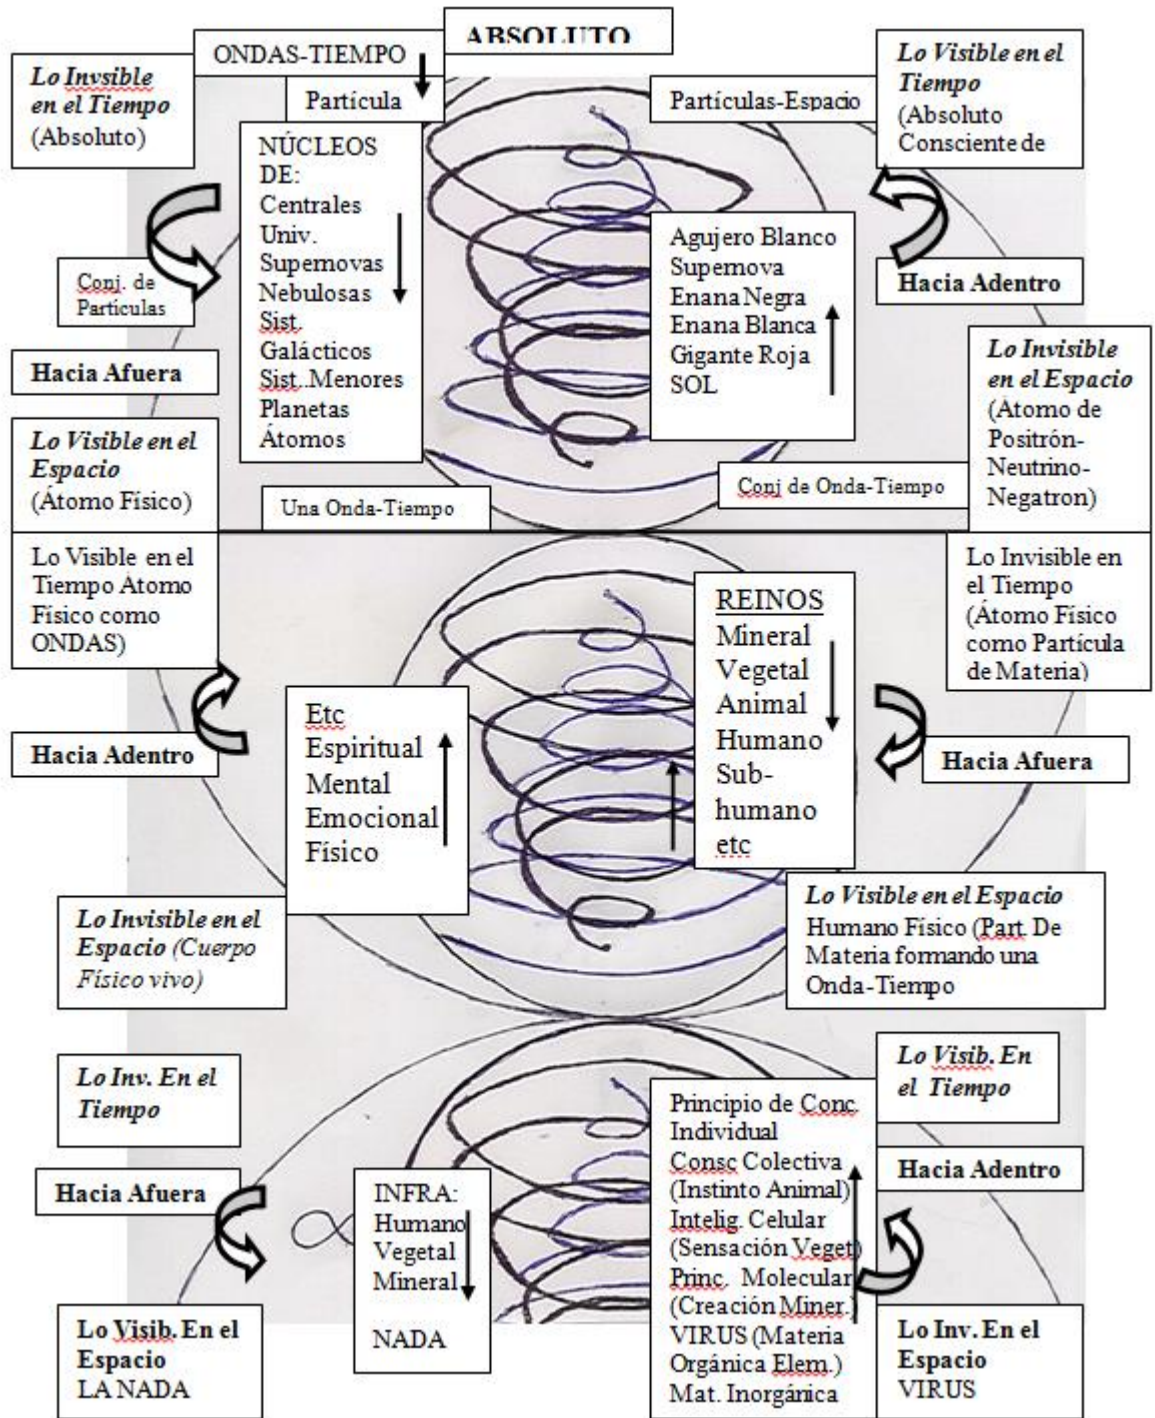 ABSOLUTO
ONDAS-TIEMPO
Partícula
Lo Invsible
en el Tiempo
(Absoluto)
NÚCLEOS
DE:
Centrales
Univ.
Supernovas
Nebulosas
Sist.
Galácticos
Sist..Menores
Planetas
Átomos
Partículas-Espacio
Lo Visible en el
Tiempo
(Absoluto
Consciente de
Conj. de
Partículas
Hacia Afuera
Agujero Blanco
Supernova
Enana Negra
Enana Blanca
Gigante Roja
SOL
Hacia Adentro
Lo Visible en el
Espacio
(Átomo Físico)
Una Onda-Tiempo
Conj de Onda-Tiempo
Lo Invisible
en el Espacio
(Átomo de
Positrón-
Neutrino-
Negatron)
Lo Visible en el
Tiempo Átomo
Físico como
ONDAS)
Lo Invisible en
el Tiempo
(Átomo Físico
como Partícula
de Materia)
Hacia Adentro
Etc
Espiritual
Mental
Emocional
Físico
REINOS
Mineral
Vegetal
Animal
Humano
Sub-
humano
etc
Hacia Afuera
Lo Invisible en el
Espacio (Cuerpo
Físico vivo)
Lo Visible en el Espacio
Humano Físico (Part. De
Materia formando una
Onda-Tiempo
Lo Inv. En el
Tiempo
Hacia Afuera
INFRA:
Humano
Vegetal
Mineral
NADA
Principio de Conc.
Individual
Consc Colectiva
(Instinto Animal)
Intelig. Celular
(Sensación Veget)
Princ. Molecular
(Creación Miner.)
VIRUS (Materia
Orgánica Elem.)
Mat. Inorgánica
Lo Visib. En
el Tiempo
Hacia Adentro
Lo Visib. En el
Espacio
LA NADA
Lo Inv. En el
Espacio
VIRUS